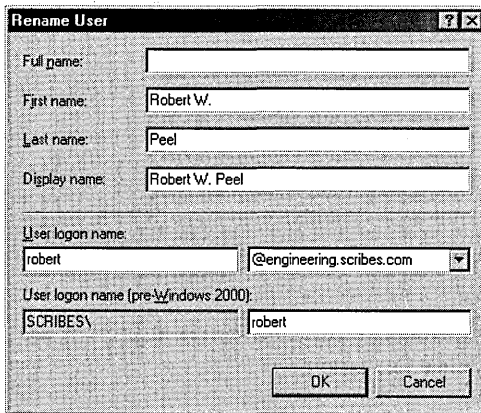 Rename User
Full name:
First name: Robert W.
Last name: Peel
Display name: Robert W. Peel
User logon name:
robert @engineering.scribes.com
User logon name (pre-Windows 2000):
SCRIBES\ robert
OK Cancel